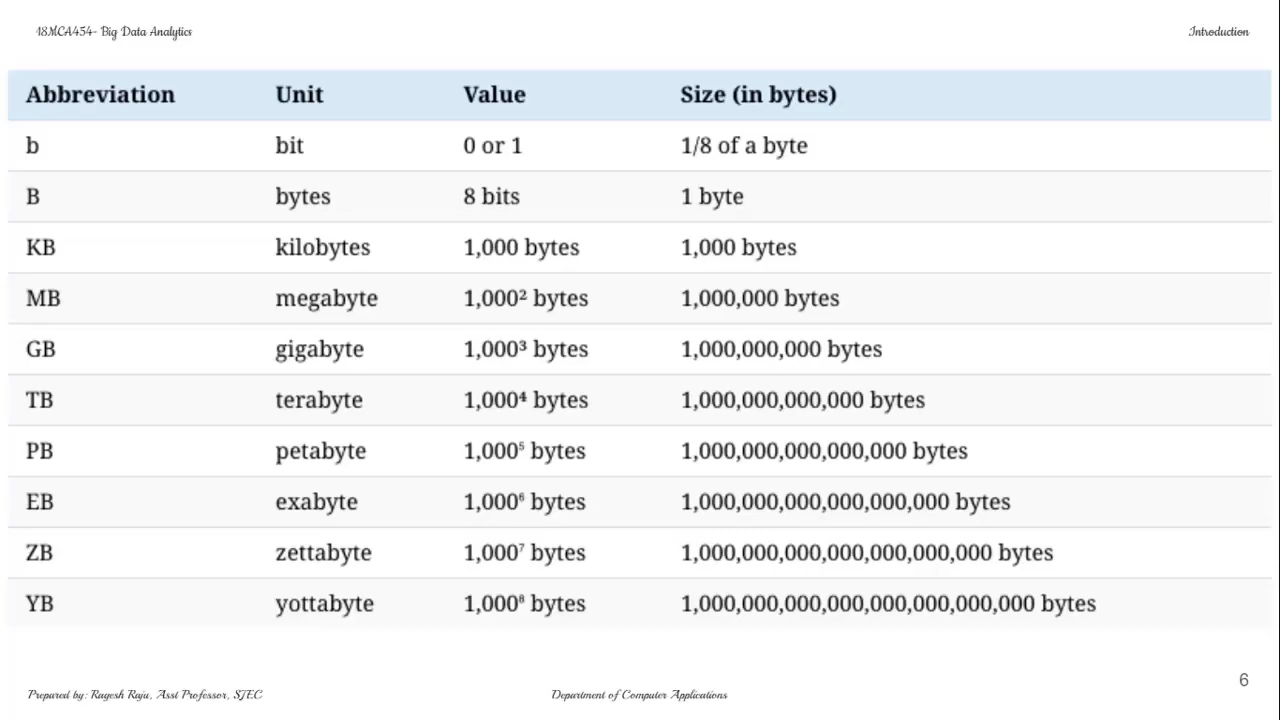 18MCA454- Big Data Analytics Introduction
Abbreviation Unit Value Size (in bytes)
b bit 0 or 1 1/8 of a byte
B bytes 8 bits 1 byte
KB kilobytes 1,000 bytes 1,000 bytes
MB megabyte 1,000² bytes 1,000,000 bytes
GB gigabyte 1,000³ bytes 1,000,000,000 bytes
TB terabyte 1,000⁴ bytes 1,000,000,000,000 bytes
PB petabyte 1,000⁵ bytes 1,000,000,000,000,000 bytes
EB exabyte 1,000⁶ bytes 1,000,000,000,000,000,000 bytes
ZB zettabyte 1,000⁷ bytes 1,000,000,000,000,000,000,000 bytes
YB yottabyte 1,000⁸ bytes 1,000,000,000,000,000,000,000,000 bytes
Prepared by: Ragesh Raju, Asst Professor, SJEC Department of Computer Applications 6